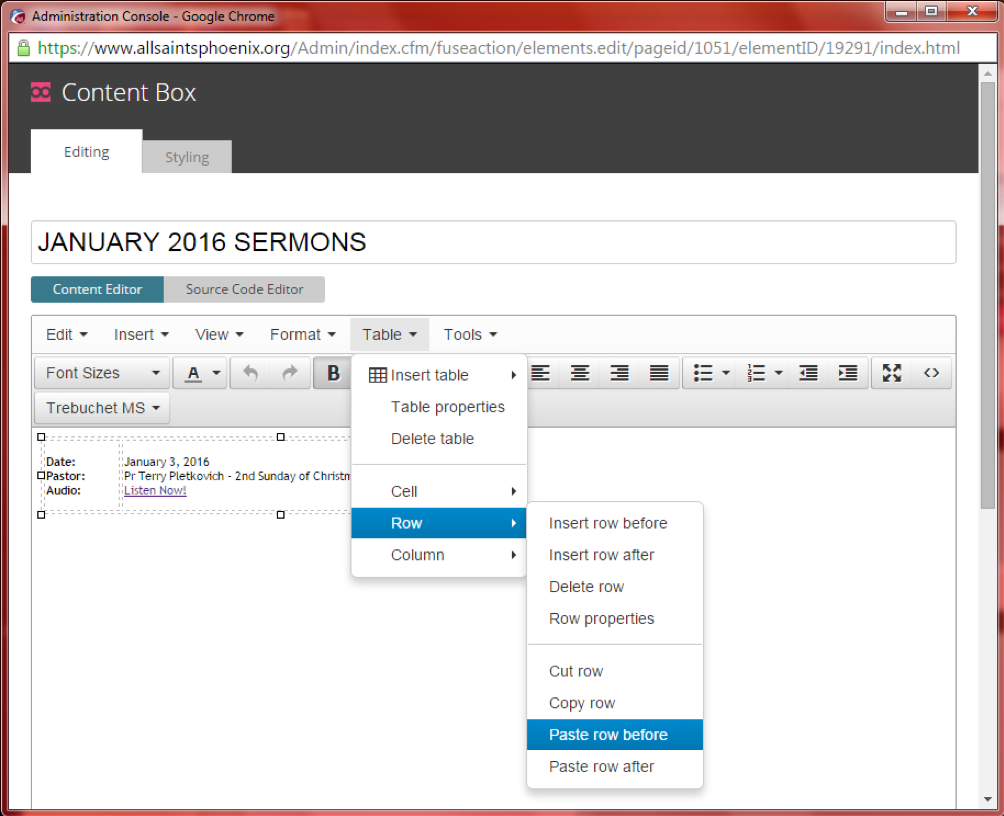 Administration Console - Google Chrome
https://www.allsaintsphoenix.org/Admin/index.cfm/fuseaction/elements.edit/pageid/1051/elementID/19291/index.html
Content Box
Editing
Styling
JANUARY 2016 SERMONS
Content Editor Source Code Editor
Edit Insert View Format Table Tools
Font Sizes A B
Trebuchet MS
Insert table
Table properties
Delete table
Cell
Row
Column
Date: January 3, 2016
Pastor: Pr Terry Pletkovich - 2nd Sunday of Christm
Audio: Listen Now!
Insert row before
Insert row after
Delete row
Row properties
Cut row
Copy row
Paste row before
Paste row after